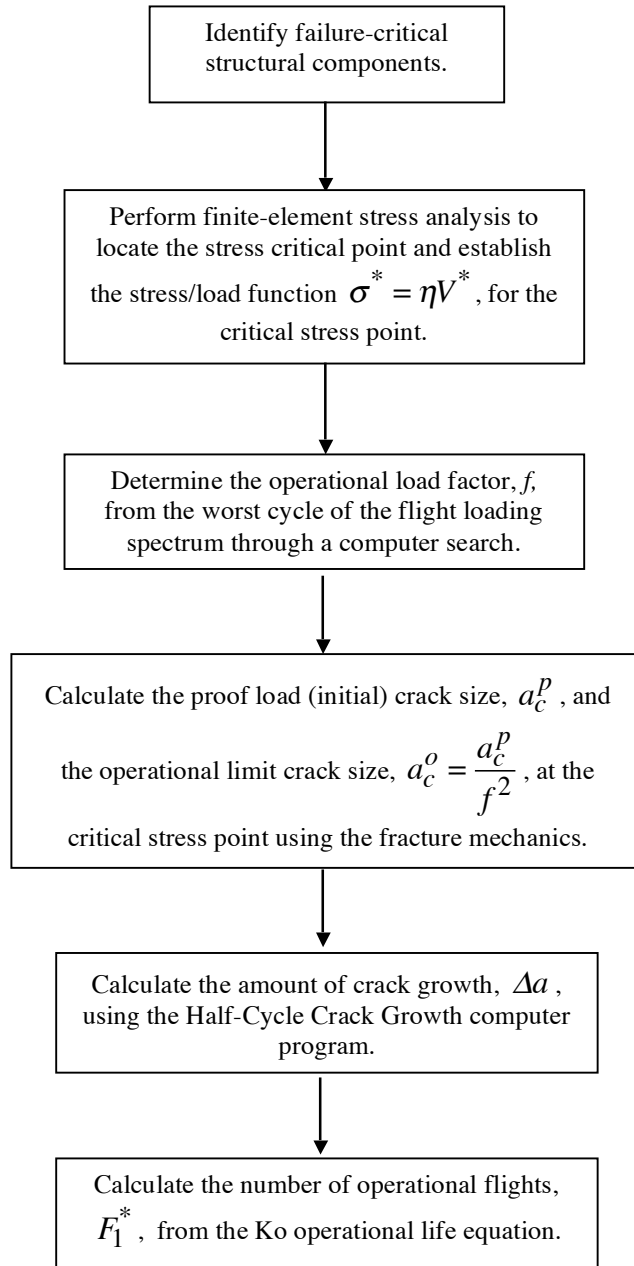 Identify failure-critical
structural components.
Perform finite-element stress analysis to
locate the stress critical point and establish
the stress/load function σ* = ηV*, for the
critical stress point.
Determine the operational load factor, f,
from the worst cycle of the flight loading
spectrum through a computer search.
Calculate the proof load (initial) crack size, a_c^p, and
the operational limit crack size, a_c^o = a_c^p / f^2, at the
critical stress point using the fracture mechanics.
Calculate the amount of crack growth, Δa,
using the Half-Cycle Crack Growth computer
program.
Calculate the number of operational flights,
F_1^*, from the Ko operational life equation.